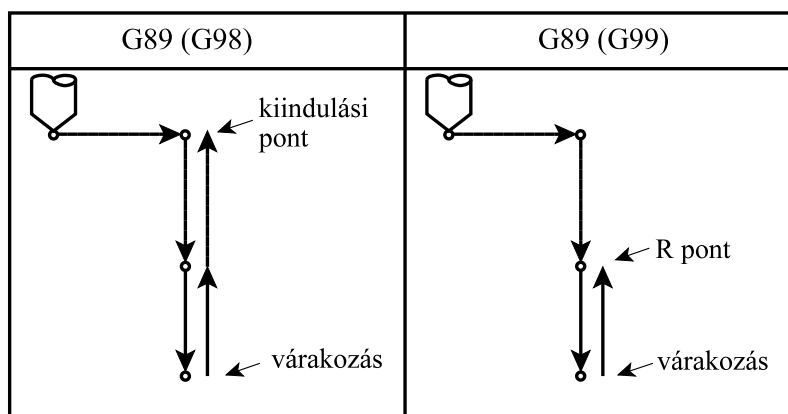 G89 (G98)
G89 (G99)
kiindulási
pont
várakozás
R pont
várakozás